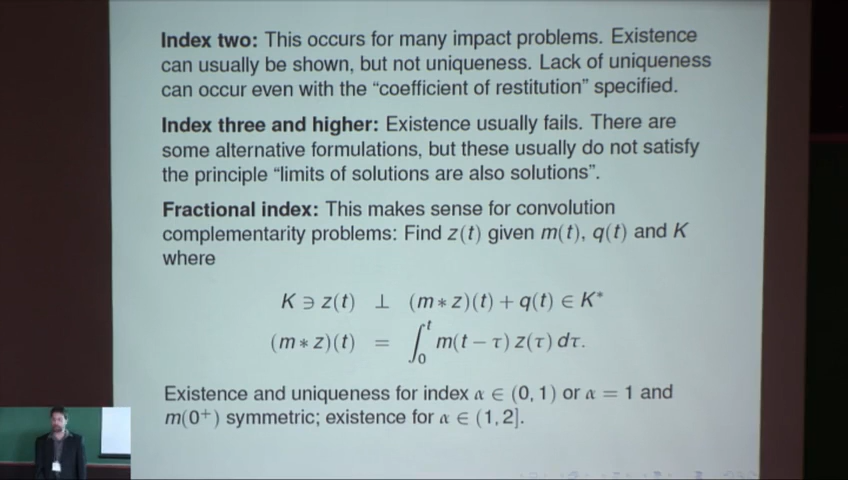 Index two: This occurs for many impact problems. Existence
can usually be shown, but not uniqueness. Lack of uniqueness
can occur even with the “coefficient of restitution” specified.
Index three and higher: Existence usually fails. There are
some alternative formulations, but these usually do not satisfy
the principle “limits of solutions are also solutions”.
Fractional index: This makes sense for convolution
complementarity problems: Find z(t) given m(t), q(t) and K
where
K ∋ z(t) ⊥ (m ∗ z)(t) + q(t) ∈ K*
(m ∗ z)(t) = ∫₀ᵗ m(t − τ) z(τ) dτ.
Existence and uniqueness for index α ∈ (0, 1) or α = 1 and
m(0⁺) symmetric; existence for α ∈ (1, 2].